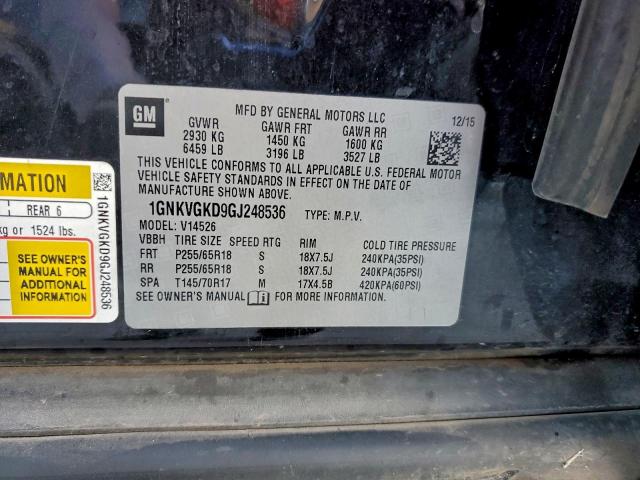 GM
MFD BY GENERAL MOTORS LLC
12/15
GVWR GAWR FRT GAWR RR
2930 KG 1450 KG 1600 KG
6459 LB 3196 LB 3527 LB
THIS VEHICLE CONFORMS TO ALL APPLICABLE U.S. FEDERAL MOTOR
VEHICLE SAFETY STANDARDS IN EFFECT ON THE DATE OF
MANUFACTURE SHOWN ABOVE.
1GNKVGKD9GJ248536 TYPE: M.P.V.
MODEL: V14526
VBBH TIRE SIZE SPEED RTG RIM COLD TIRE PRESSURE
FRT P255/65R18 S 18X7.5J 240KPA(35PSI)
RR P255/65R18 S 18X7.5J 240KPA(35PSI)
SPA T145/70R17 M 17X4.5B 420KPA(60PSI)
SEE OWNER'S MANUAL FOR MORE INFORMATION.
MATION
REAR 6
kg or 1524 lbs.
SEE OWNER'S
MANUAL FOR
ADDITIONAL
INFORMATION
1GNKVGKD9GJ248536